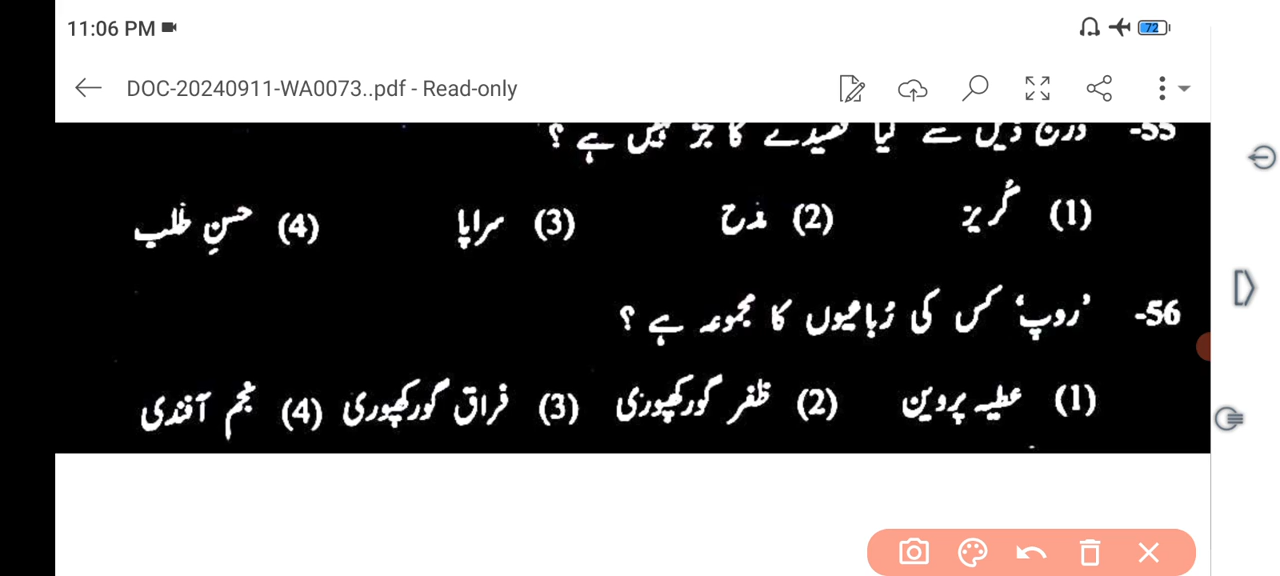 11:06 PM
72
DOC-20240911-WA0073..pdf - Read-only
55- درج ذیل سے کیا قصیدے کا جز نہیں ہے ؟
(1) گریز (2) مدح (3) سراپا (4) حسنِ طلب
56- ’روپ‘ کس کی رُباعیوں کا مجموعہ ہے ؟
(1) عطیہ پروین (2) ظفر گورکھپوری (3) فراق گورکھپوری (4) نجم آفندی